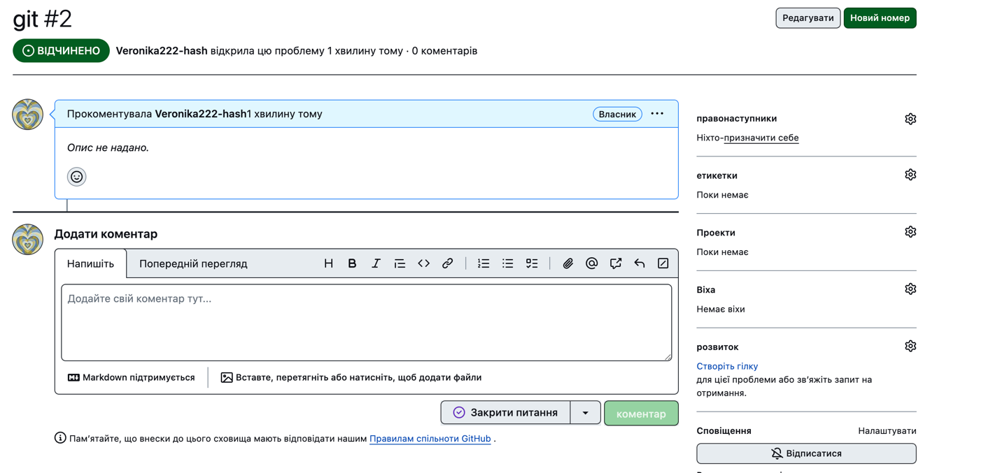 git #2
Редагувати
Новий номер
ВІДЧИНЕНО
Veronika222-hash відкрила цю проблему 1 хвилину тому · 0 коментарів
Прокоментувала Veronika222-hash1 хвилину тому
Власник
Опис не надано.
Додати коментар
Напишіть
Попередній перегляд
Додайте свій коментар тут...
Markdown підтримується
Вставте, перетягніть або натисніть, щоб додати файли
Закрити питання
коментар
Пам’ятайте, що внески до цього сховища мають відповідати нашим Правилам спільноти GitHub .
правонаступники
Ніхто-призначити себе
етикетки
Поки немає
Проекти
Поки немає
Віха
Немає віхи
розвиток
Створіть гілку
для цієї проблеми або зв’яжіть запит на
отримання.
Сповіщення
Налаштувати
Відписатися